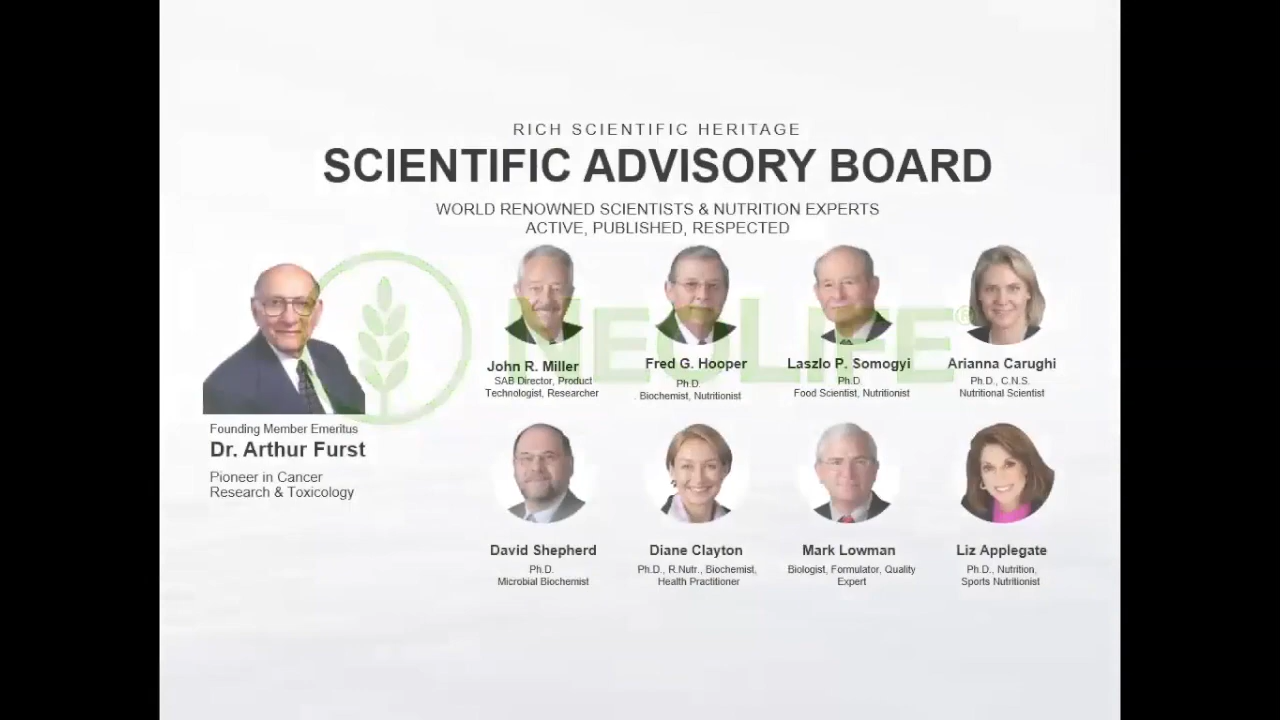 RICH SCIENTIFIC HERITAGE
SCIENTIFIC ADVISORY BOARD
WORLD RENOWNED SCIENTISTS & NUTRITION EXPERTS
ACTIVE, PUBLISHED, RESPECTED
NEOLIFE®
Founding Member Emeritus
Dr. Arthur Furst
Pioneer in Cancer
Research & Toxicology
John R. Miller
SAB Director, Product
Technologist, Researcher
Fred G. Hooper
Ph.D.
. Biochemist, Nutritionist
Laszlo P. Somogyi
Ph.D.
Food Scientist, Nutritionist
Arianna Carughi
Ph.D., C.N.S.
Nutritional Scientist
David Shepherd
Ph.D.
Microbial Biochemist
Diane Clayton
Ph.D., R.Nutr., Biochemist,
Health Practitioner
Mark Lowman
Biologist, Formulator, Quality
Expert
Liz Applegate
Ph.D., Nutrition,
Sports Nutritionist